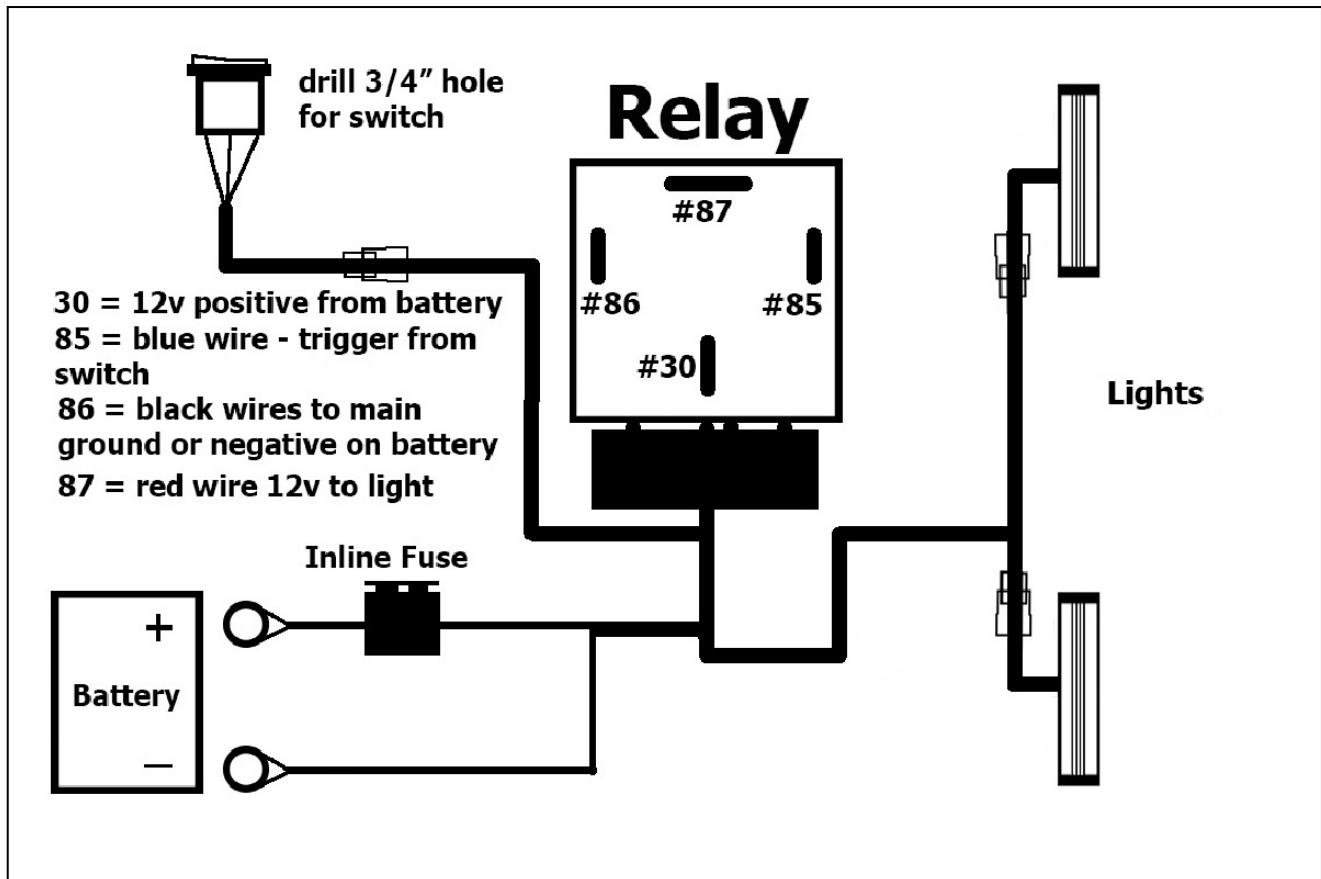 drill 3/4" hole
for switch
Relay
#87
#86
#85
#30
30 = 12v positive from battery
85 = blue wire - trigger from
switch
86 = black wires to main
ground or negative on battery
87 = red wire 12v to light
Lights
Inline Fuse
+
Battery
−